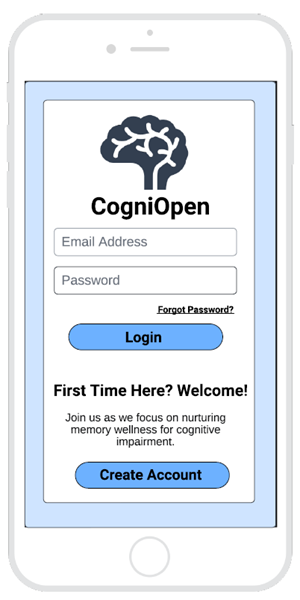 CogniOpen
Email Address
Password
Forgot Password?
Login
First Time Here? Welcome!
Join us as we focus on nurturing
memory wellness for cognitive
impairment.
Create Account